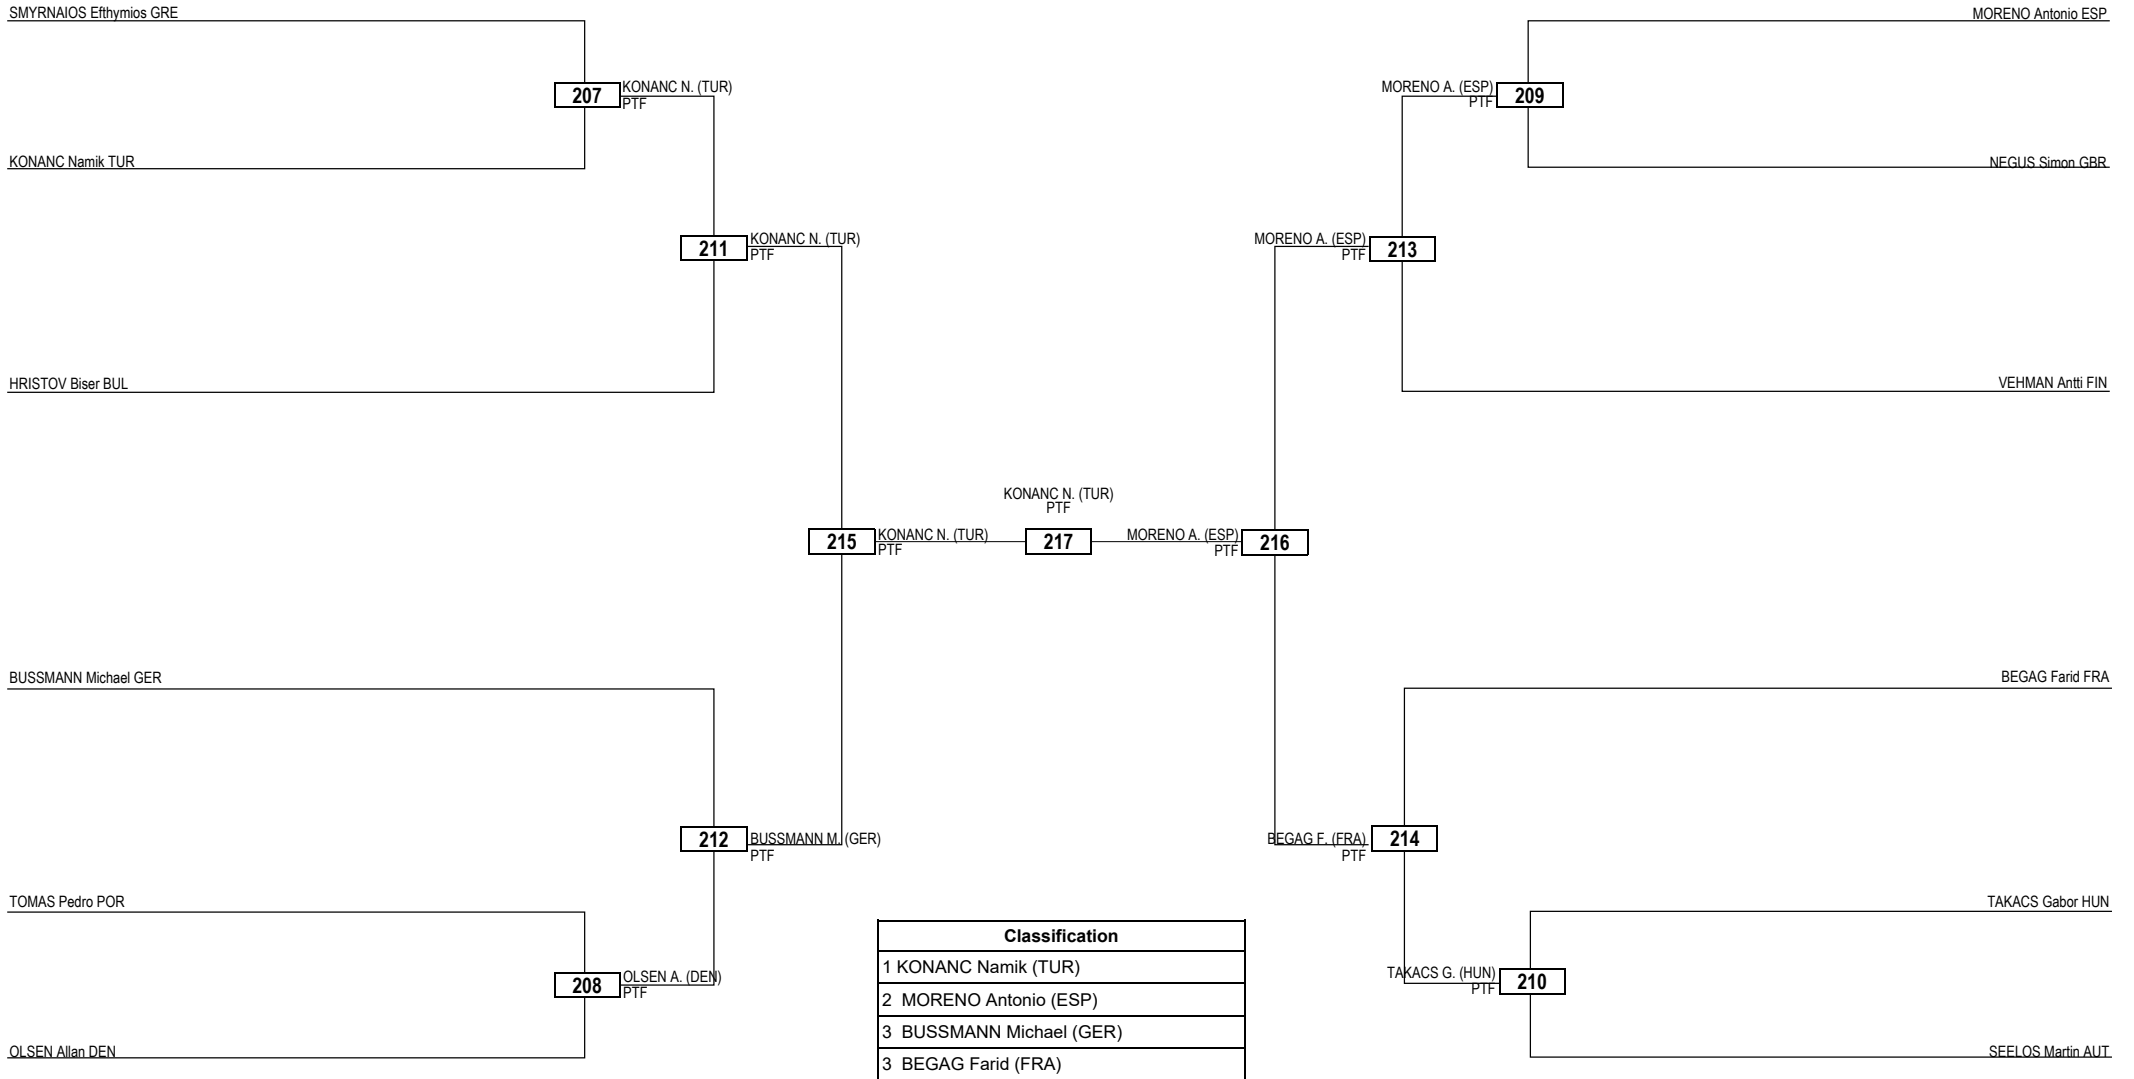 SMYRNAIOS Efthymios GRE
MORENO Antonio ESP
207
KONANC N. (TUR)
PTF
MORENO A. (ESP)
PTF
209
KONANC Namik TUR
NEGUS Simon GBR
211
KONANC N. (TUR)
PTF
MORENO A. (ESP)
PTF
213
HRISTOV Biser BUL
VEHMAN Antti FIN
KONANC N. (TUR)
PTF
215
KONANC N. (TUR)
PTF
217
MORENO A. (ESP)
PTF
216
BUSSMANN Michael GER
BEGAG Farid FRA
212
BUSSMANN M. (GER)
PTF
BEGAG F. (FRA)
PTF
214
TOMAS Pedro POR
TAKACS Gabor HUN
208
OLSEN A. (DEN)
PTF
TAKACS G. (HUN)
PTF
210
OLSEN Allan DEN
SEELOS Martin AUT
Classification
1 KONANC Namik (TUR)
2 MORENO Antonio (ESP)
3 BUSSMANN Michael (GER)
3 BEGAG Farid (FRA)